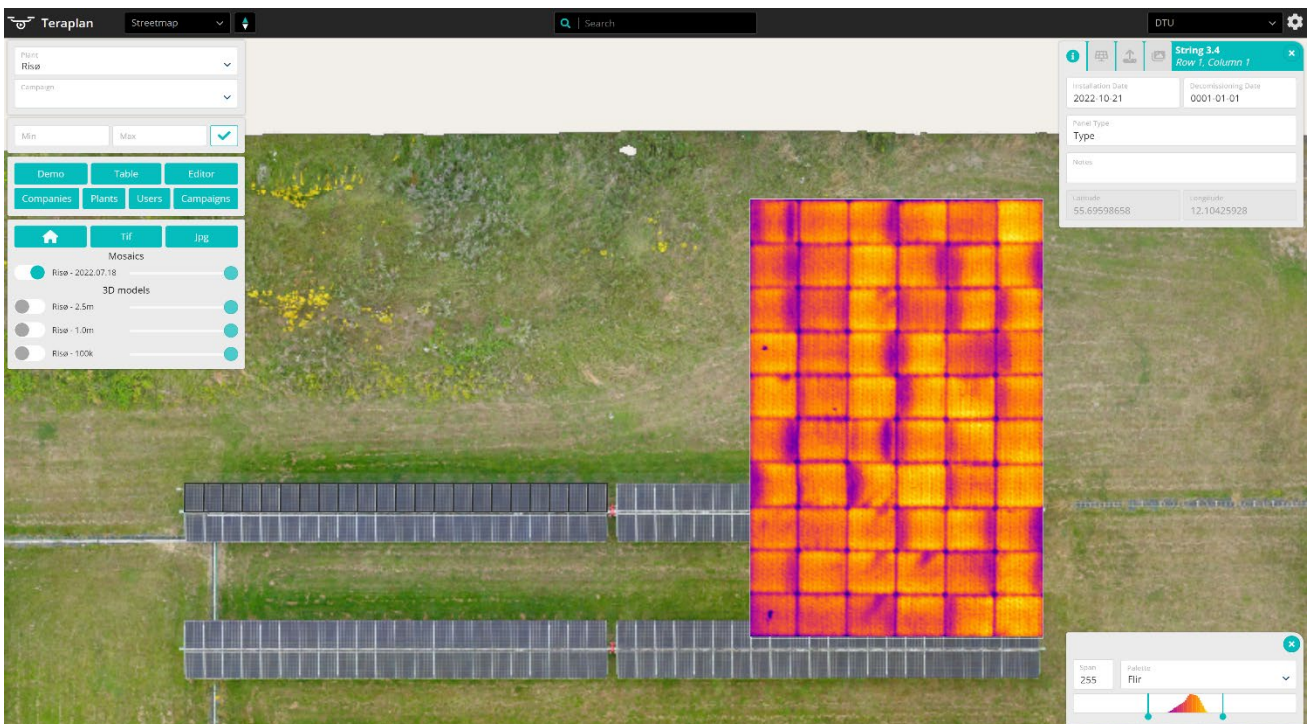 Teraplan
Streetmap
Search
DTU
Plant
Risø
Campaign
Min
Max
Demo
Table
Editor
Companies
Plants
Users
Campaigns
Tif
Jpg
Mosaics
Risø - 2022.07.18
3D models
Risø - 2.5m
Risø - 1.0m
Risø - 100k
String 3.4
Row 1, Column 1
Installation Date
2022-10-21
Decomissioning Date
0001-01-01
Panel Type
Type
Notes
Latitude
55.69598658
Longitude
12.10425928
Span
255
Palette
Flir